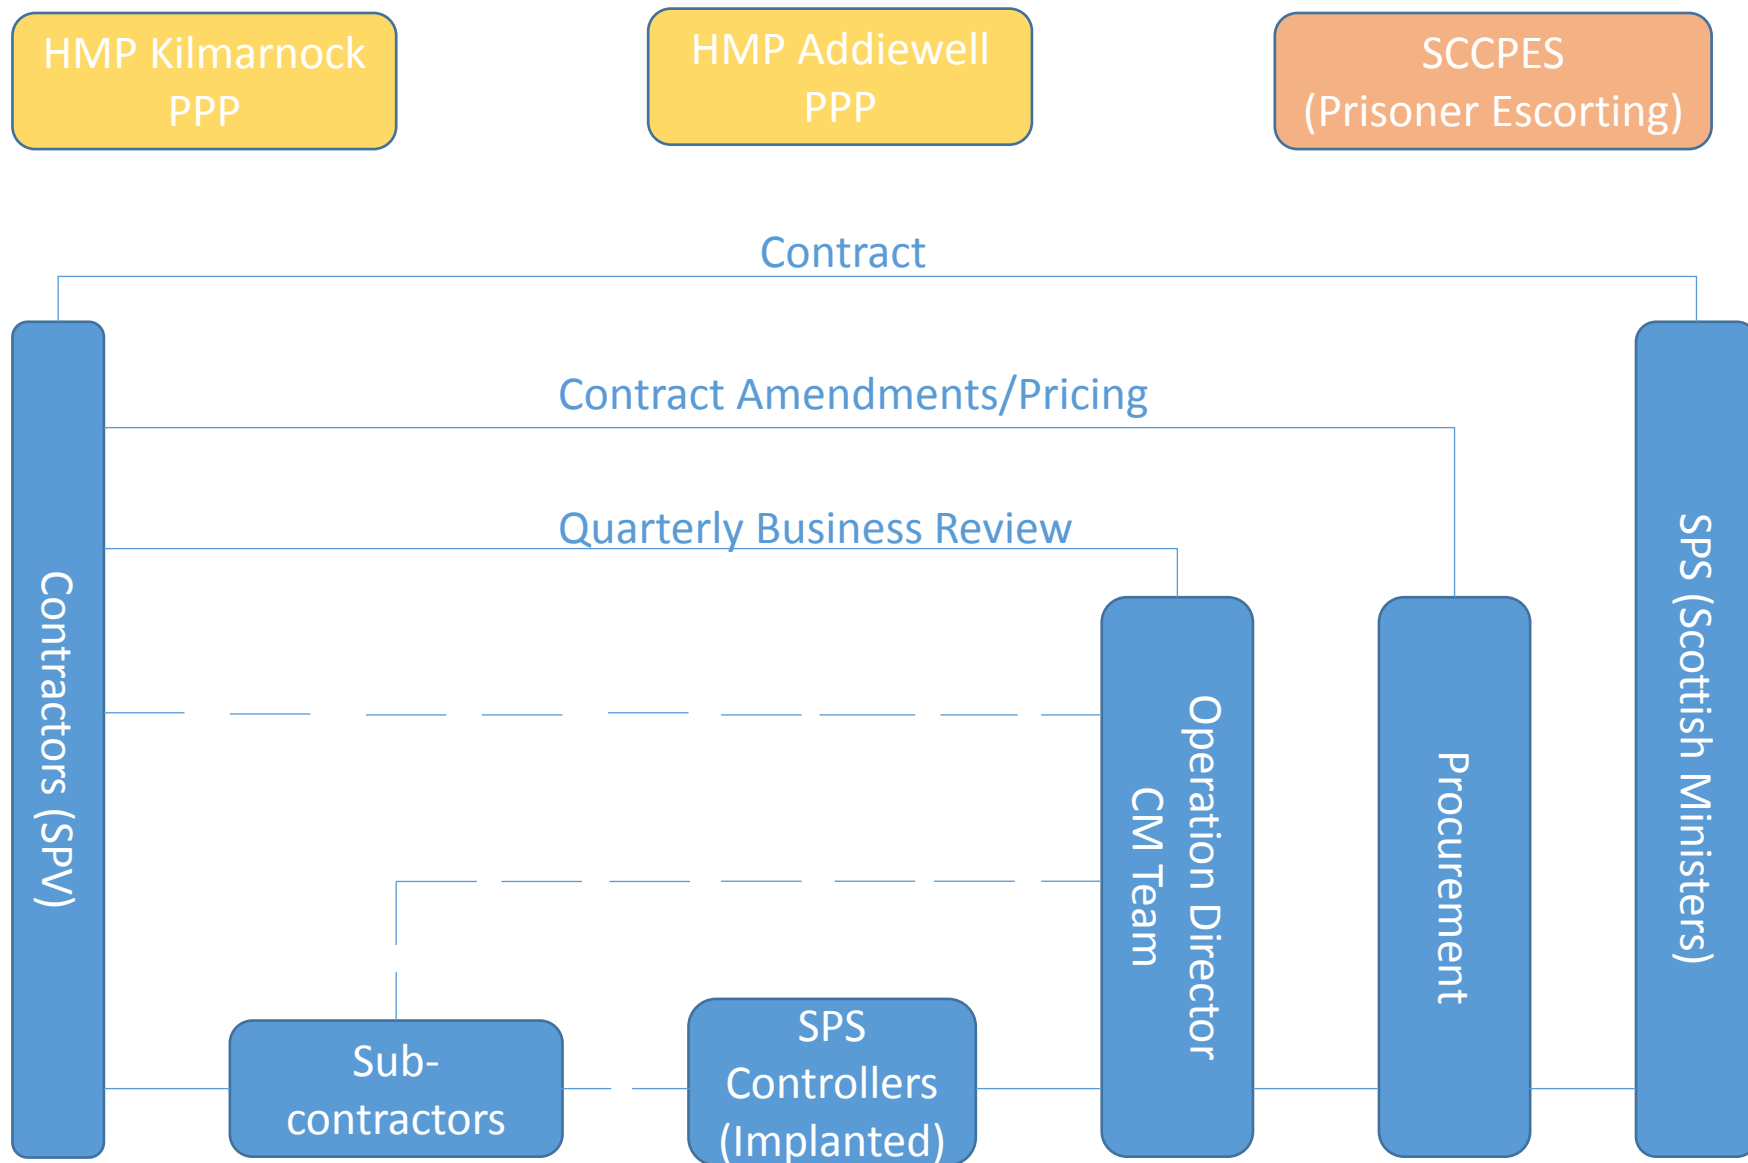 HMP Kilmarnock
PPP
HMP Addiewell
PPP
SCCPES
(Prisoner Escorting)
Contract
Contract Amendments/Pricing
Quarterly Business Review
Contractors (SPV)
Sub-
contractors
SPS
Controllers
(Implanted)
Operation Director
CM Team
Procurement
SPS (Scottish Ministers)